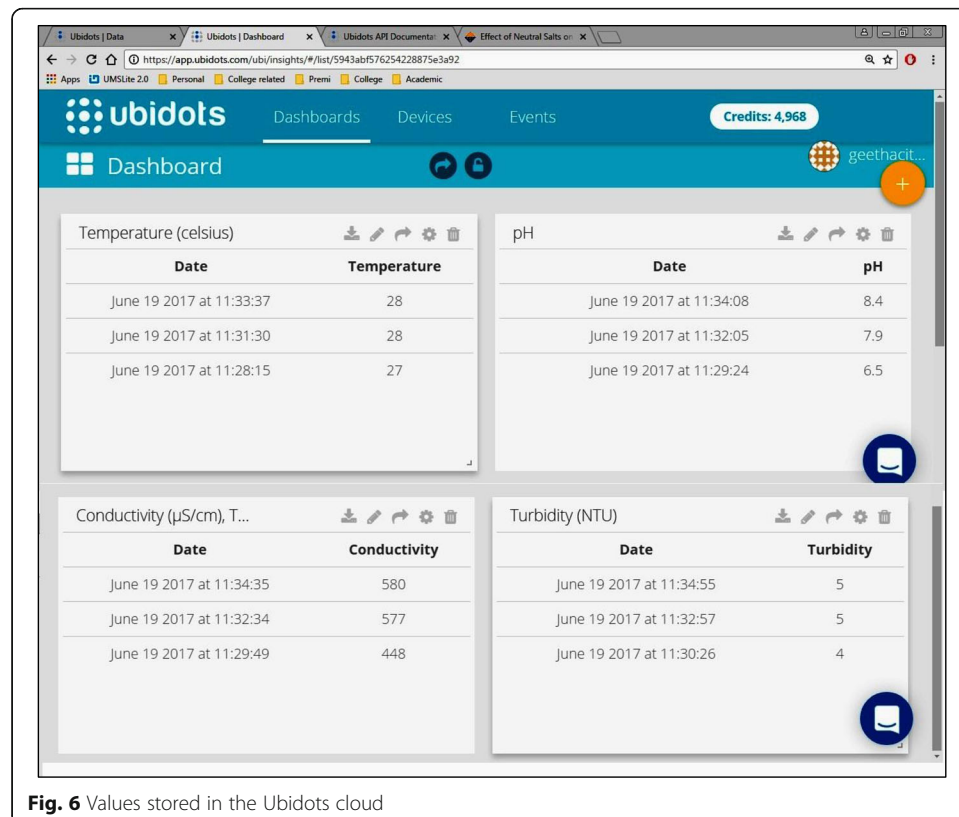 Ubidots | Data x Ubidots | Dashboard x Ubidots API Documentat x Effect of Neutral Salts on x
https://app.ubidots.com/ubi/insights/#/list/5943abf576254228875e3a92
Apps UMSLite 2.0 Personal College related Premi College Academic
ubidots Dashboards Devices Events Credits: 4,968
Dashboard geethacit...
+
Temperature (celsius)
Date Temperature
June 19 2017 at 11:33:37 28
June 19 2017 at 11:31:30 28
June 19 2017 at 11:28:15 27
pH
Date pH
June 19 2017 at 11:34:08 8.4
June 19 2017 at 11:32:05 7.9
June 19 2017 at 11:29:24 6.5
Conductivity (µS/cm), T...
Date Conductivity
June 19 2017 at 11:34:35 580
June 19 2017 at 11:32:34 577
June 19 2017 at 11:29:49 448
Turbidity (NTU)
Date Turbidity
June 19 2017 at 11:34:55 5
June 19 2017 at 11:32:57 5
June 19 2017 at 11:30:26 4
Fig. 6 Values stored in the Ubidots cloud